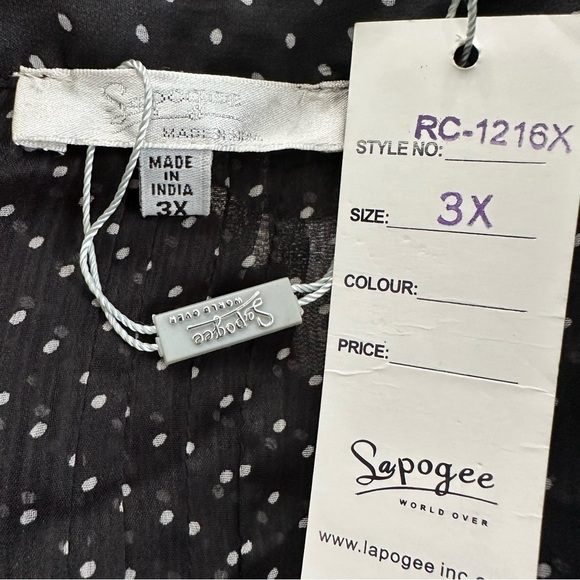 Sapogee
MADE IN INDIA
MADE
IN
INDIA
3X
Sapogee
WORLD OVER
STYLE NO: RC-1216X
SIZE: 3X
COLOUR:
PRICE:
Sapogee
WORLD OVER
www.lapogee inc.c